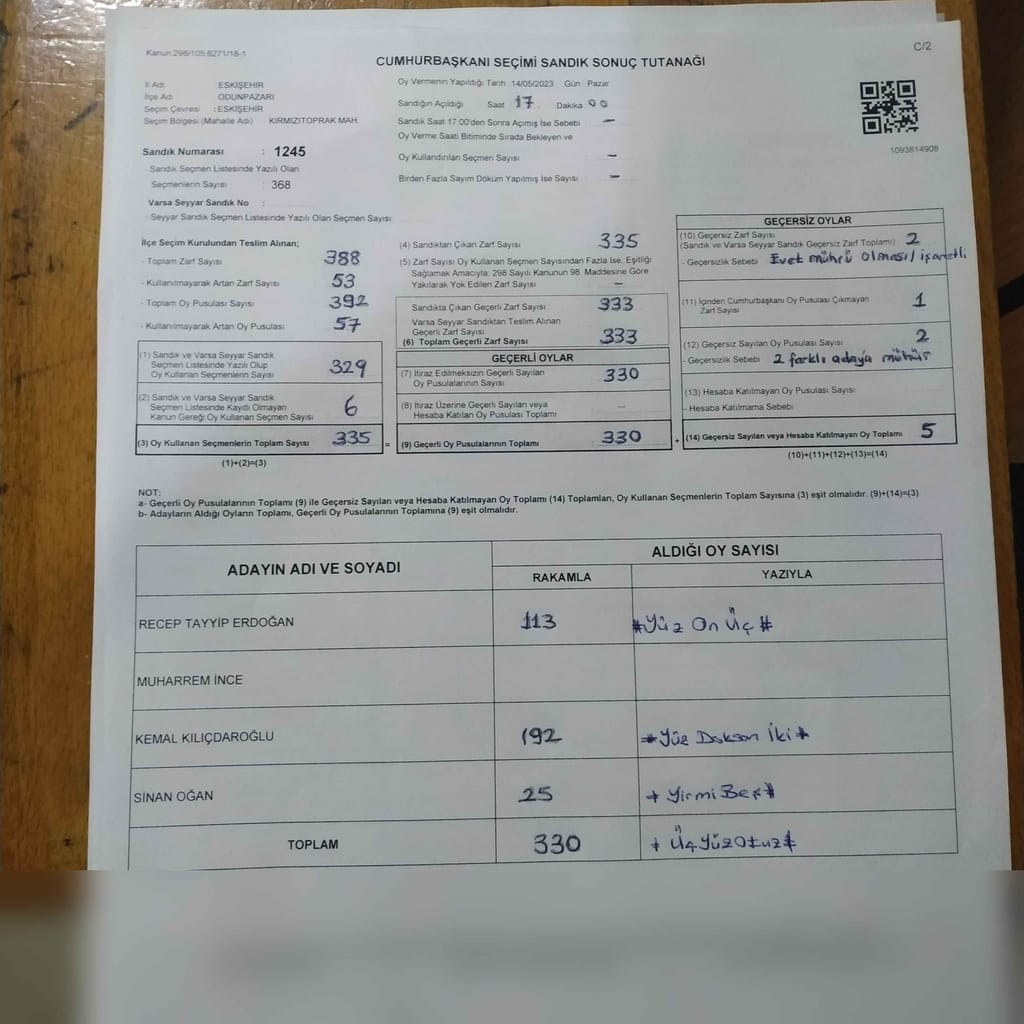 Kanun:298/105.6271/18-1
C/2
CUMHURBAŞKANI SEÇİMİ SANDIK SONUÇ TUTANAĞI
İl Adı ESKİŞEHİR
İlçe Adı ODUNPAZARI
Seçim Çevresi : ESKİŞEHİR
Seçim Bölgesi (Mahalle Adı) KIRMIZITOPRAK MAH.
Oy Vermenin Yapıldığı Tarih 14/05/2023 Gün Pazar
Sandığın Açıldığı Saat 17 Dakika 00
Sandık Saat 17:00'den Sonra Açımış İse Sebebi –
Oy Verme Saati Bitiminde Sırada Bekleyen ve
Oy Kullandırılan Seçmen Sayısı –
Birden Fazla Sayım Döküm Yapılmış İse Sayısı –
1093814908
Sandık Numarası : 1245
- Sandık Seçmen Listesinde Yazılı Olan
Seçmenlerin Sayısı : 368
Varsa Seyyar Sandık No :
- Seyyar Sandık Seçmen Listesinde Yazılı Olan Seçmen Sayısı
İlçe Seçim Kurulundan Teslim Alınan;
- Toplam Zarf Sayısı 388
- Kullanılmayarak Artan Zarf Sayısı 53
- Toplam Oy Pusulası Sayısı 392
- Kullanılmayarak Artan Oy Pusulası 57
(1) Sandık ve Varsa Seyyar Sandık
Seçmen Listesinde Yazılı Olup
Oy Kullanan Seçmenlerin Sayısı 329
(2) Sandık ve Varsa Seyyar Sandık
Seçmen Listesinde Kayıtlı Olmayan
Kanun Gereği Oy Kullanan Seçmen Sayısı 6
(3) Oy Kullanan Seçmenlerin Toplam Sayısı 335
(1)+(2)=(3)
(4) Sandıktan Çıkan Zarf Sayısı 335
(5) Zarf Sayısı Oy Kullanan Seçmen Sayısından Fazla İse, Eşitliği
Sağlamak Amacıyla; 298 Sayılı Kanunun 98. Maddesine Göre
Yakılarak Yok Edilen Zarf Sayısı –
Sandıkta Çıkan Geçerli Zarf Sayısı 333
Varsa Seyyar Sandıktan Teslim Alınan
Geçerli Zarf Sayısı
(6) Toplam Geçerli Zarf Sayısı 333
GEÇERLİ OYLAR
(7) İtiraz Edilmeksizin Geçerli Sayılan
Oy Pusulalarının Sayısı 330
(8) İtiraz Üzerine Geçerli Sayılan veya
Hesaba Katılan Oy Pusulası Toplamı –
= (9) Geçerli Oy Pusulalarının Toplamı 330
GEÇERSİZ OYLAR
(10) Geçersiz Zarf Sayısı
(Sandık ve Varsa Seyyar Sandık Geçersiz Zarf Toplamı) 2
- Geçersizlik Sebebi Evet mührü olması/işaretli
(11) İçinden Cumhurbaşkanı Oy Pusulası Çıkmayan
Zarf Sayısı 1
(12) Geçersiz Sayılan Oy Pusulası Sayısı 2
- Geçersizlik Sebebi 2 farklı adaya mühür
(13) Hesaba Katılmayan Oy Pusulası Sayısı
- Hesaba Katılmama Sebebi
+ (14) Geçersiz Sayılan veya Hesaba Katılmayan Oy Toplamı 5
(10)+(11)+(12)+(13)=(14)
NOT:
a- Geçerli Oy Pusulalarının Toplamı (9) ile Geçersiz Sayılan veya Hesaba Katılmayan Oy Toplamı (14) Toplamları, Oy Kullanan Seçmenlerin Toplam Sayısına (3) eşit olmalıdır. (9)+(14)=(3)
b- Adayların Aldığı Oyların Toplamı, Geçerli Oy Pusulalarının Toplamına (9) eşit olmalıdır.
ADAYIN ADI VE SOYADI
ALDIĞI OY SAYISI
RAKAMLA YAZIYLA
RECEP TAYYİP ERDOĞAN 113 #Yüz On Üç#
MUHARREM İNCE
KEMAL KILIÇDAROĞLU 192 #Yüz Doksan İki#
SİNAN OĞAN 25 #Yirmi Beş#
TOPLAM 330 #ÜçYüzOtuz#